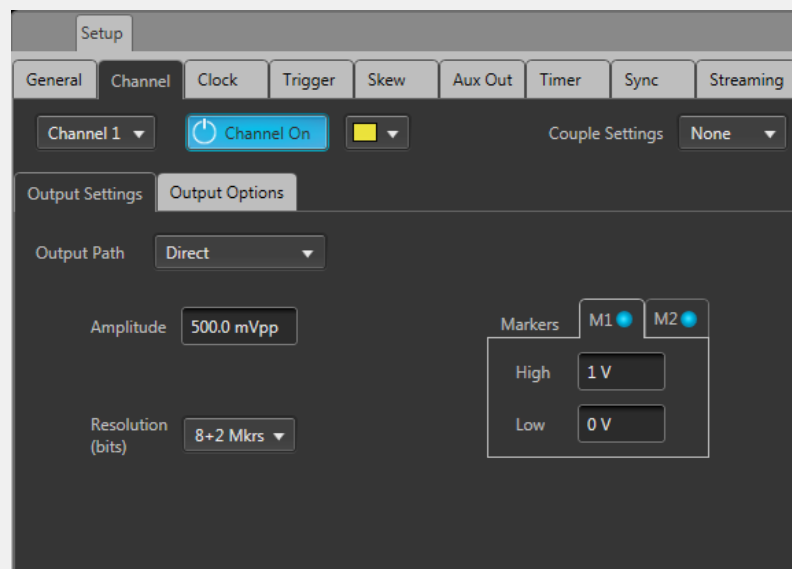 Setup
General Channel Clock Trigger Skew Aux Out Timer Sync Streaming
Channel 1 Channel On Couple Settings None
Output Settings Output Options
Output Path Direct
Amplitude 500.0 mVpp
Markers M1 M2
High 1 V
Low 0 V
Resolution
(bits) 8+2 Mkrs